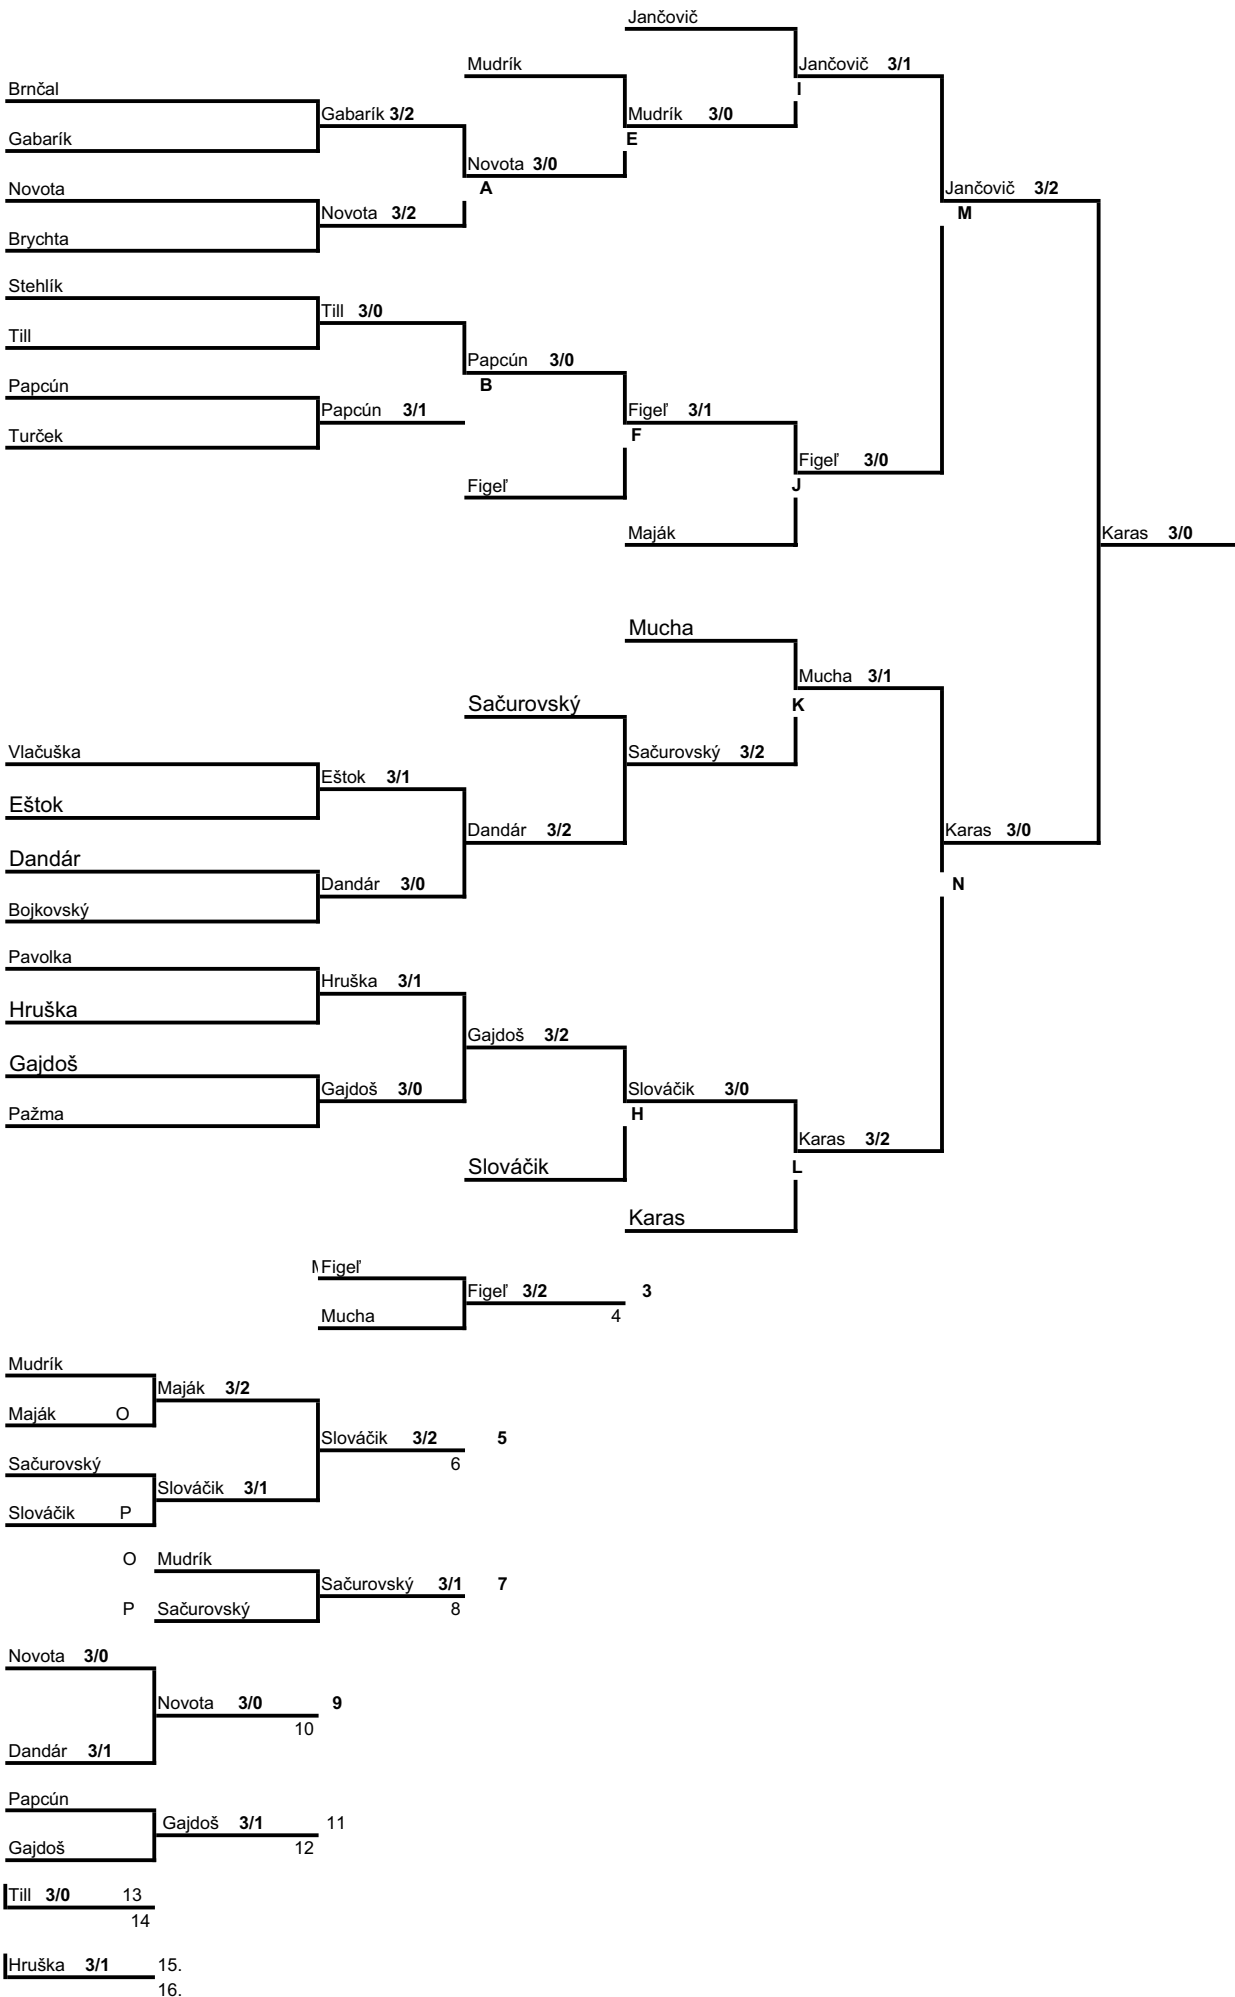 Jančovič
Mudrík
Jančovič 3/1
Brnčal
I
Gabarík 3/2
Mudrík 3/0
Gabarík
E
Novota 3/0
Novota
A
Jančovič 3/2
Novota 3/2
M
Brychta
Stehlík
Till 3/0
Till
Papcún 3/0
Papcún
B
Papcún 3/1
Figeľ 3/1
Turček
F
Figeľ 3/0
Figeľ
J
Maják
Karas 3/0
Mucha
Mucha 3/1
Sačurovský
K
Vlačuška
Sačurovský 3/2
Eštok 3/1
Eštok
Dandár 3/2
Karas 3/0
Dandár
Dandár 3/0
N
Bojkovský
Pavolka
Hruška 3/1
Hruška
Gajdoš 3/2
Gajdoš
Gajdoš 3/0
Slováčik 3/0
Pažma
H
Karas 3/2
Slováčik
L
Karas
Figeľ
Figeľ 3/2 3
Mucha
4
Mudrík
Maják 3/2
Maják O
Slováčik 3/2 5
Sačurovský
6
Slováčik 3/1
Slováčik P
O Mudrík
Sačurovský 3/1 7
P Sačurovský
8
Novota 3/0
Novota 3/0 9
10
Dandár 3/1
Papcún
Gajdoš 3/1 11
Gajdoš
12
Till 3/0 13
14
Hruška 3/1 15.
16.